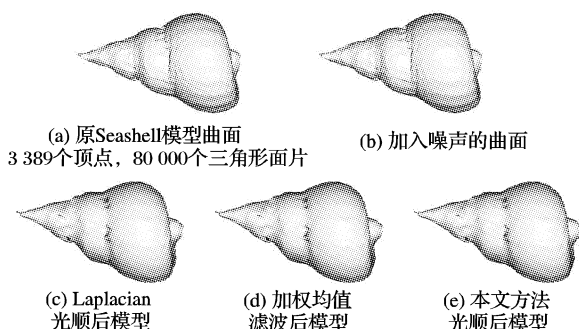 (a) 原Seashell模型曲面
3 389个顶点，80 000个三角形面片
(b) 加入噪声的曲面
(c) Laplacian
光顺后模型
(d) 加权均值
滤波后模型
(e) 本文方法
光顺后模型